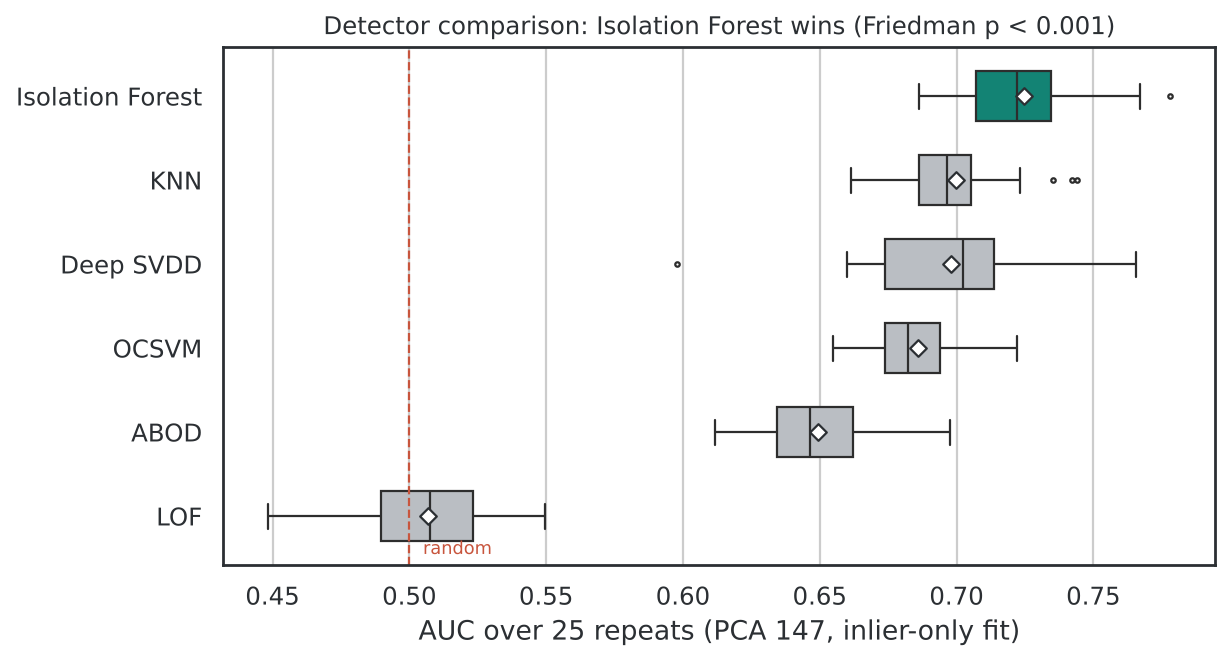 Detector comparison: Isolation Forest wins (Friedman p < 0.001)
Isolation Forest
KNN
Deep SVDD
OCSVM
ABOD
LOF
random
0.45 0.50 0.55 0.60 0.65 0.70 0.75
AUC over 25 repeats (PCA 147, inlier-only fit)